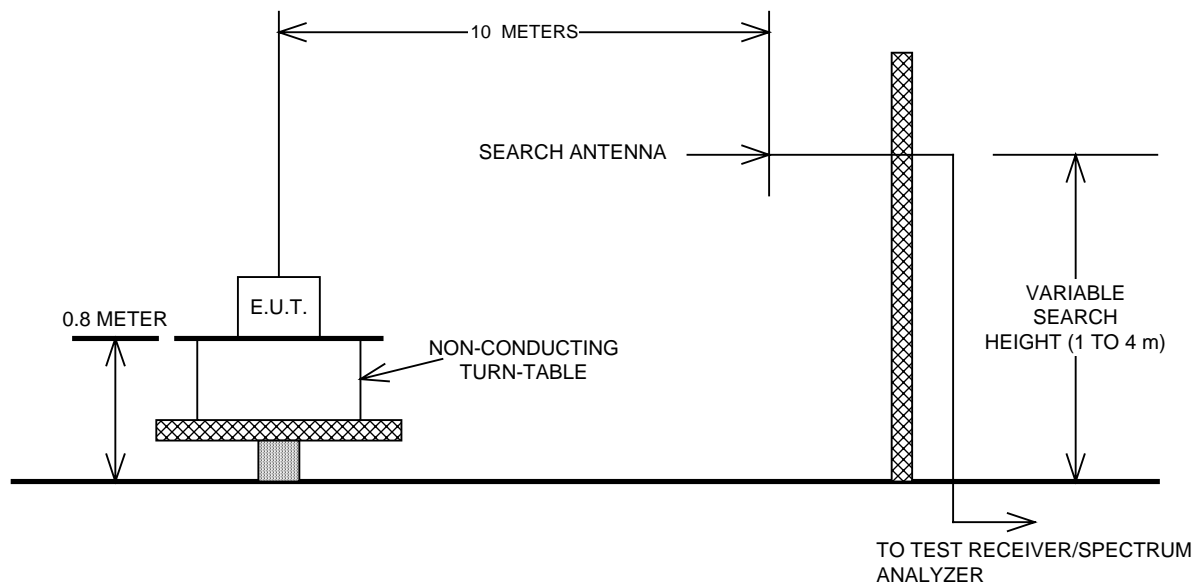 10 METERS
SEARCH ANTENNA
E.U.T.
0.8 METER
NON-CONDUCTING
TURN-TABLE
VARIABLE
SEARCH
HEIGHT (1 TO 4 m)
TO TEST RECEIVER/SPECTRUM
ANALYZER